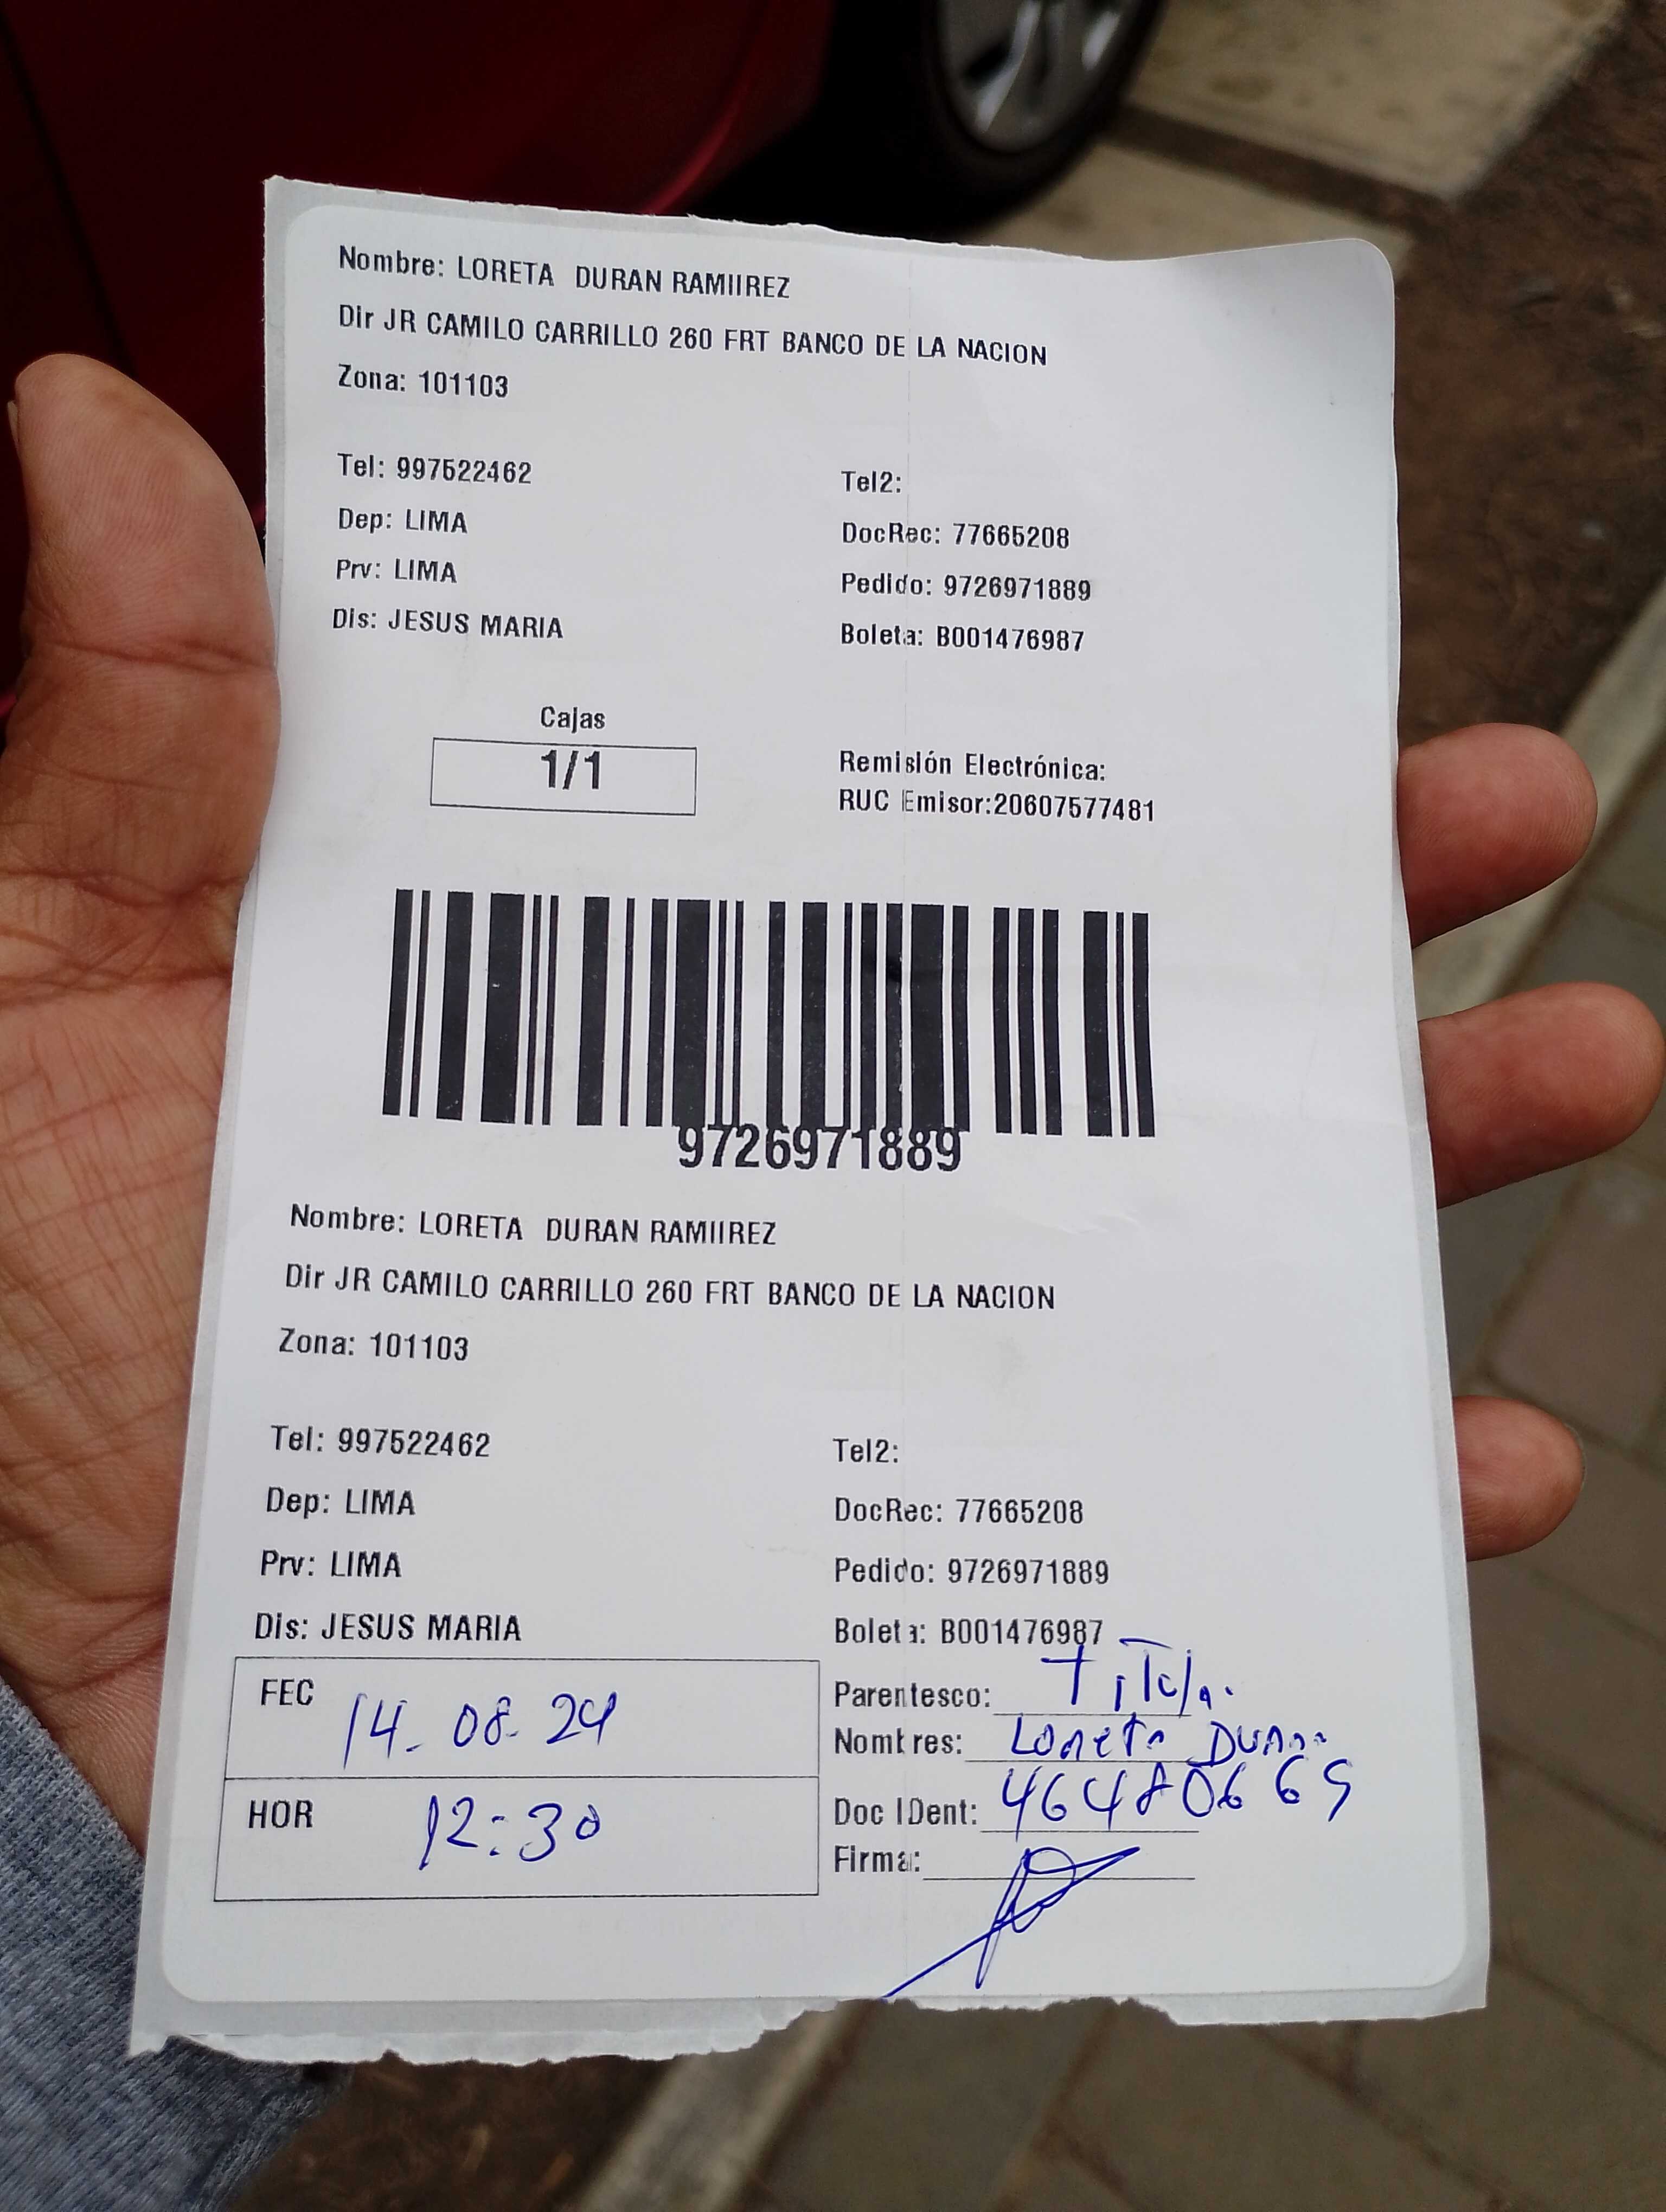 Nombre: LORETA DURAN RAMIIREZ
Dir JR CAMILO CARRILLO 260 FRT BANCO DE LA NACION
Zona: 101103
Tel: 997522462 Tel2:
Dep: LIMA DocRec: 77665208
Prv: LIMA Pedido: 9726971889
Dis: JESUS MARIA Boleta: B001476987
Cajas
1/1
Remisión Electrónica:
RUC Emisor:20607577481
9726971889
Nombre: LORETA DURAN RAMIIREZ
Dir JR CAMILO CARRILLO 260 FRT BANCO DE LA NACION
Zona: 101103
Tel: 997522462 Tel2:
Dep: LIMA DocRec: 77665208
Prv: LIMA Pedido: 9726971889
Dis: JESUS MARIA Boleta: B001476987
FEC 14.08.24
HOR 12:30
Parentesco:
Nombres: Loreta Duran
Doc IDent:
Firma: